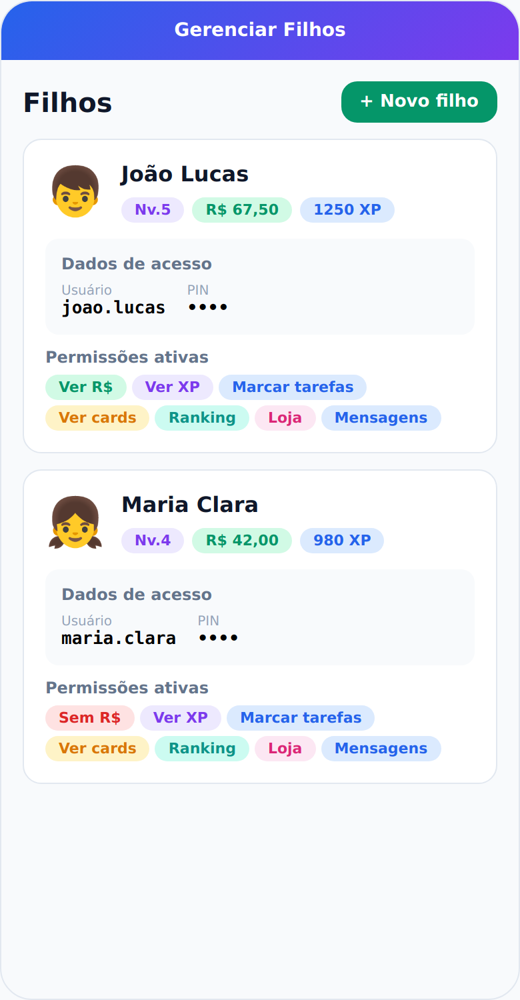 Gerenciar Filhos
Filhos
+ Novo filho
João Lucas
Nv.5 R$ 67,50 1250 XP
Dados de acesso
Usuário PIN
joao.lucas ••••
Permissões ativas
Ver R$ Ver XP Marcar tarefas
Ver cards Ranking Loja Mensagens
Maria Clara
Nv.4 R$ 42,00 980 XP
Dados de acesso
Usuário PIN
maria.clara ••••
Permissões ativas
Sem R$ Ver XP Marcar tarefas
Ver cards Ranking Loja Mensagens